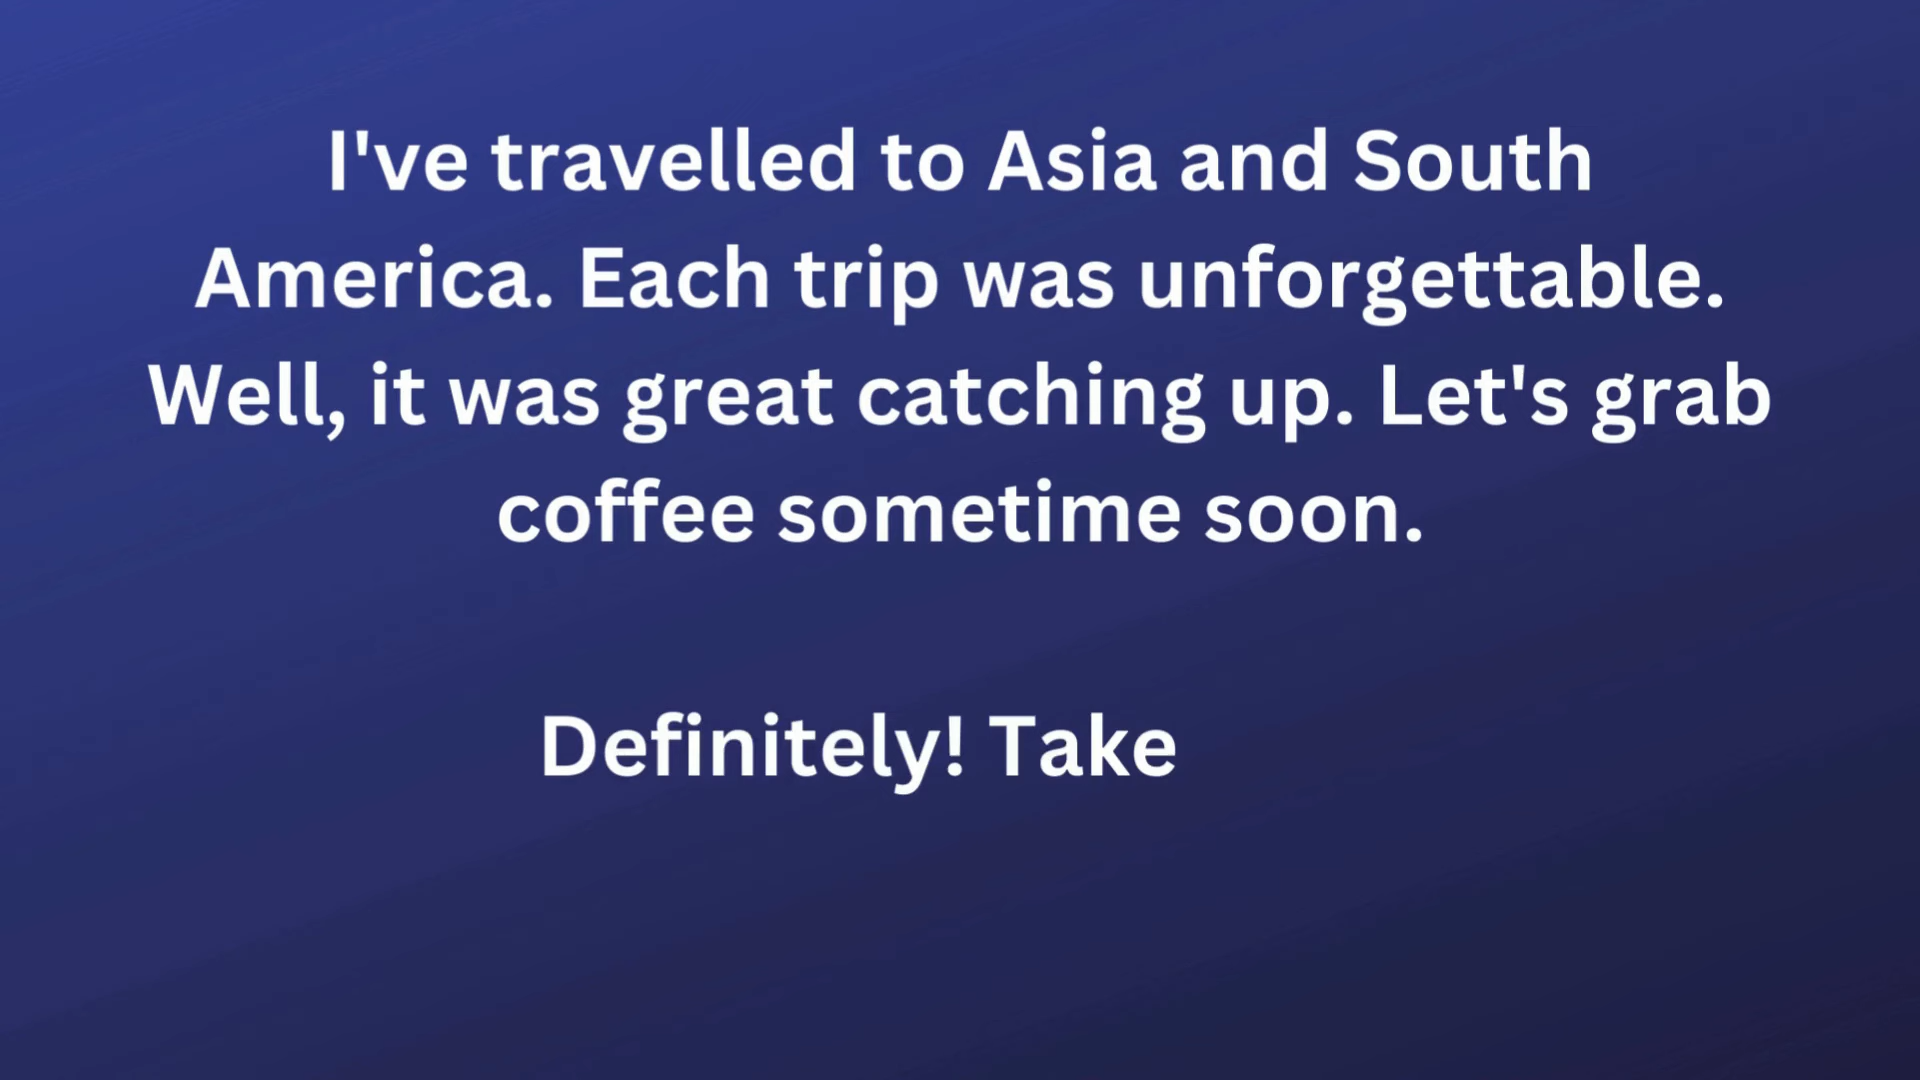 I've travelled to Asia and South
America. Each trip was unforgettable.
Well, it was great catching up. Let's grab
coffee sometime soon.
Definitely! Take